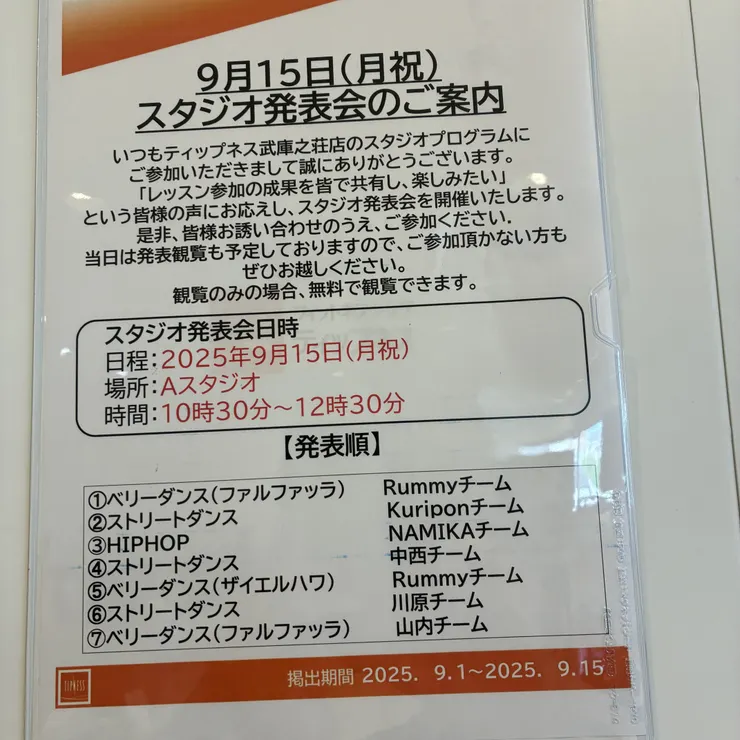 9月15日(月祝)
スタジオ発表会のご案内
いつもティップネス武庫之荘店のスタジオプログラムに
ご参加いただきまして誠にありがとうございます。
「レッスン参加の成果を皆で共有し、楽しみたい」
という皆様の声にお応えし、スタジオ発表会を開催いたします。
是非、皆様お誘い合わせのうえ、ご参加ください。
当日は発表観覧も予定しておりますので、ご参加頂かない方も
ぜひお越しください。
観覧のみの場合、無料で観覧できます。
スタジオ発表会日時
日程:2025年9月15日(月祝)
場所:Aスタジオ
時間:10時30分〜12時30分
【発表順】
①ベリーダンス(ファルファッラ) Rummyチーム
②ストリートダンス Kuriponチーム
③HIPHOP NAMIKAチーム
④ストリートダンス 中西チーム
⑤ベリーダンス(ザイエルハワ) Rummyチーム
⑥ストリートダンス 川原チーム
⑦ベリーダンス(ファルファッラ) 山内チーム
TIPNESS
掲出期間 2025. 9.1〜2025. 9.15